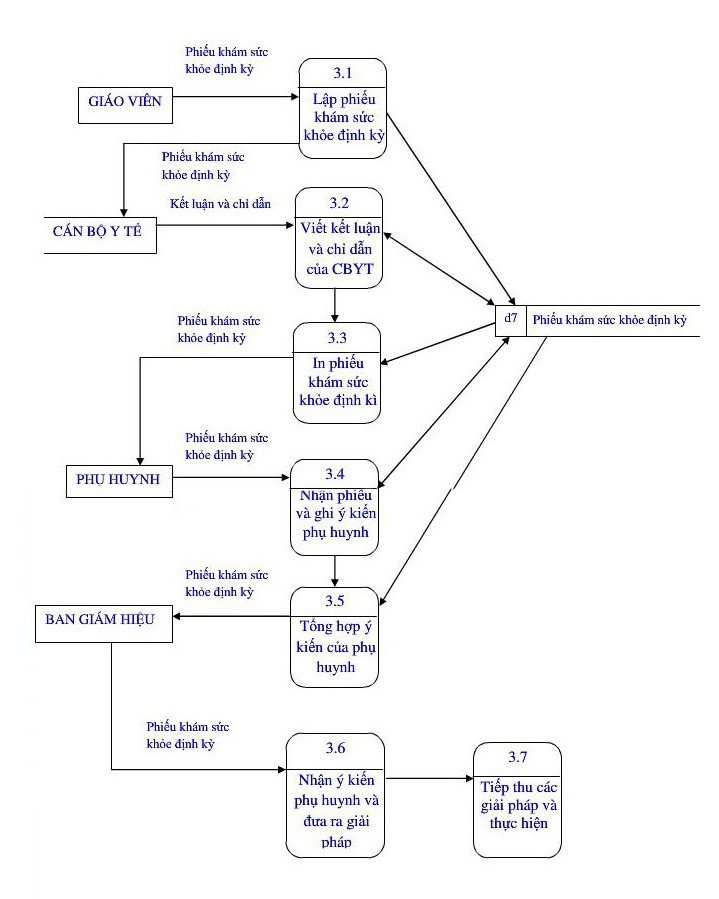 Phiếu khám sức
khỏe định kỳ
3.1
GIÁO VIÊN
Lập phiếu
khám sức
khỏe định kỳ
Phiếu khám sức
khỏe định kỳ
Kết luận và chỉ dẫn
3.2
CÁN BỘ Y TẾ
Viết kết luận
và chỉ dẫn
của CBYT
d7
Phiếu khám sức khỏe định kỳ
Phiếu khám sức
khỏe định kỳ
3.3
In phiếu
khám sức
khỏe định kì
Phiếu khám sức
khỏe định kỳ
3.4
PHỤ HUYNH
Nhận phiếu
và ghi ý kiến
phụ huynh
Phiếu khám sức
khỏe định kỳ
3.5
BAN GIÁM HIỆU
Tổng hợp ý
kiến của phụ
huynh
Phiếu khám sức
khỏe định kỳ
3.6
Nhận ý kiến
phụ huynh và
đưa ra giải
pháp
3.7
Tiếp thu các
giải pháp và
thực hiện